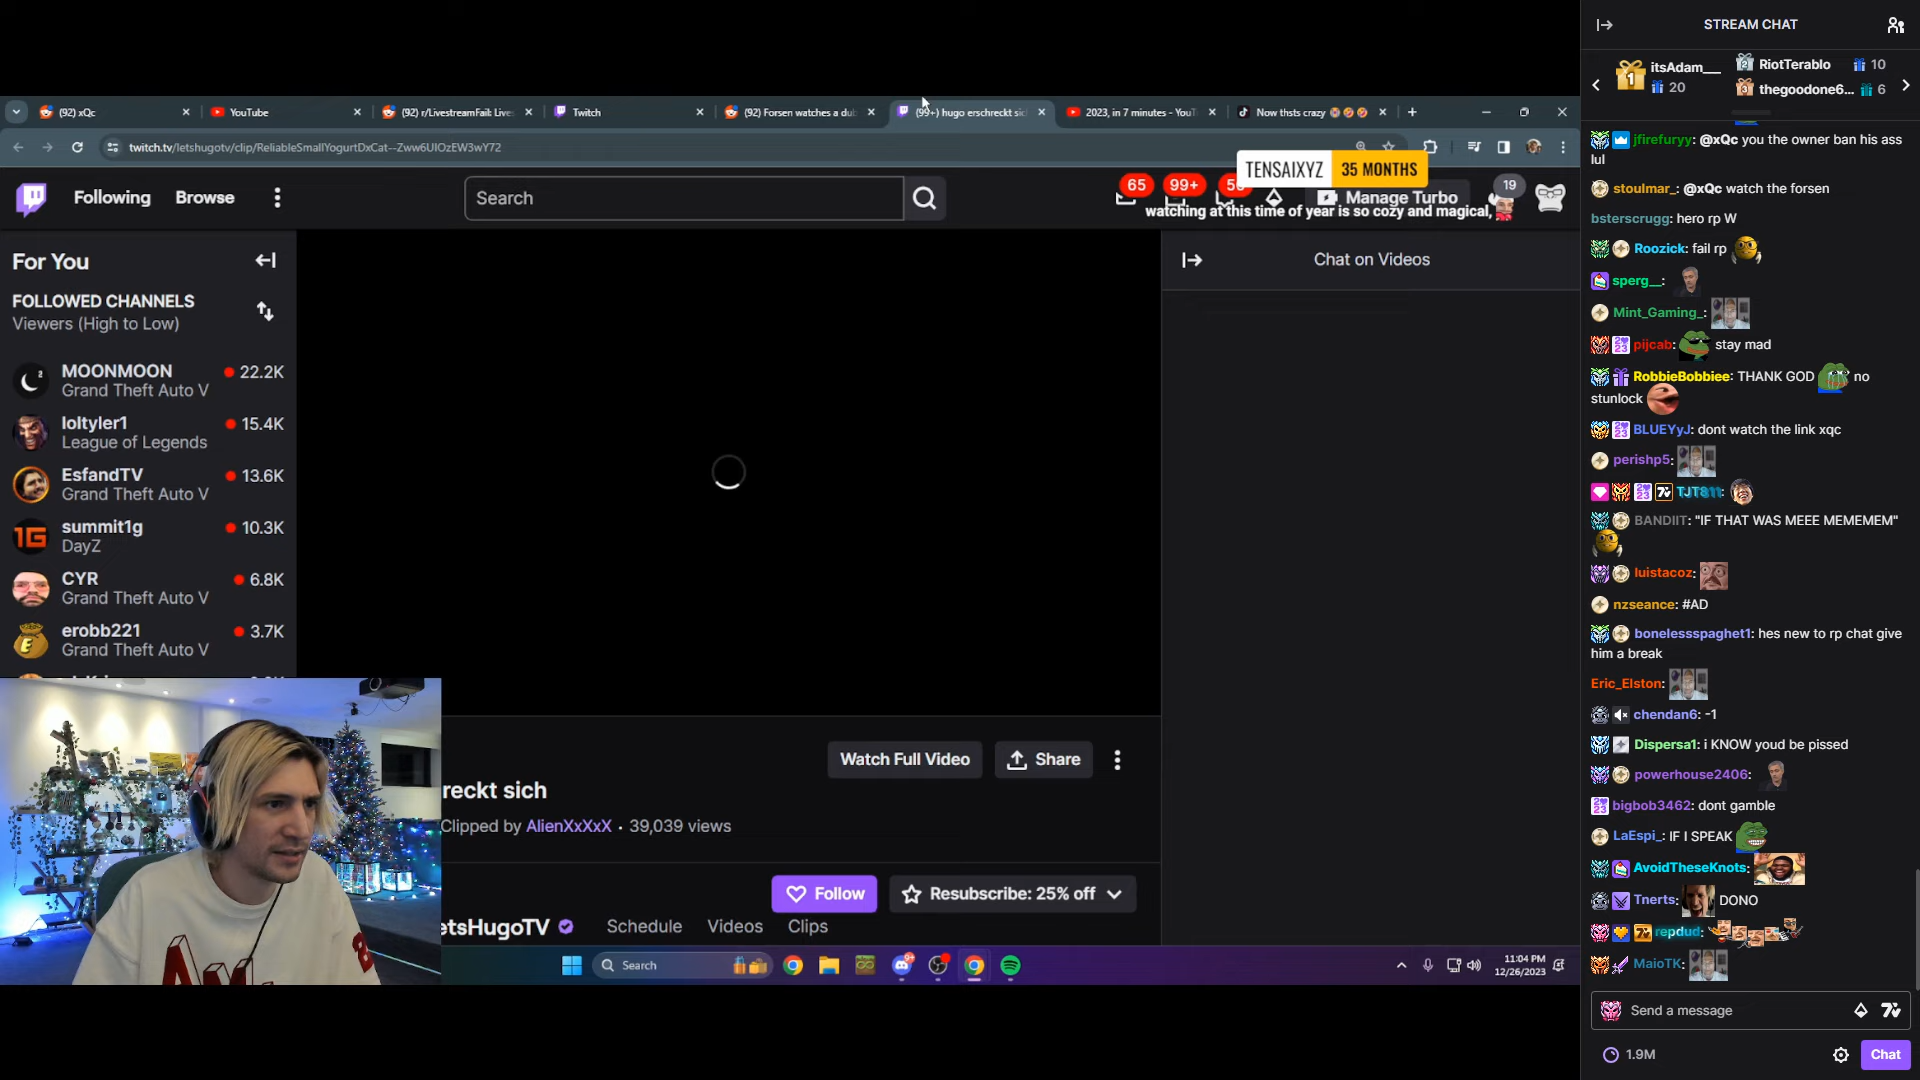 (92) xQc
YouTube
(92) r/LivestreamFail: Lives
Twitch
(92) Forsen watches a dub
(99+) hugo erschreckt sic
2023, in 7 minutes - YouT
Now thsts crazy
twitch.tv/letshugotv/clip/ReliableSmallYogurtDxCat--Zww6UIOzEW3wY72
TENSAIXYZ 35 MONTHS
watching at this time of year is so cozy and magical,
Following
Browse
Search
65
99+
Manage Turbo
19
For You
FOLLOWED CHANNELS
Viewers (High to Low)
MOONMOON 22.2K
Grand Theft Auto V
loltyler1 15.4K
League of Legends
EsfandTV 13.6K
Grand Theft Auto V
summit1g 10.3K
DayZ
CYR 6.8K
Grand Theft Auto V
erobb221 3.7K
Grand Theft Auto V
Chat on Videos
Watch Full Video
Share
reckt sich
Clipped by AlienXxXxX • 39,039 views
Follow
Resubscribe: 25% off
etsHugoTV
Schedule
Videos
Clips
Search
11:04 PM
12/26/2023
STREAM CHAT
1 itsAdam___ 20
2 RiotTerablo 10
3 thegoodone6... 6
jfirefuryy: @xQc you the owner ban his ass
lul
stoulmar_: @xQc watch the forsen
bsterscrugg: hero rp W
Roozick: fail rp
sperg__:
Mint_Gaming_:
pijcab: stay mad
RobbieBobbiee: THANK GOD no
stunlock
BLUEYyJ: dont watch the link xqc
perishp5:
TJT811:
BANDIIT: "IF THAT WAS MEEE MEMEMEM"
luistacoz:
nzseance: #AD
bonelessspaghet1: hes new to rp chat give
him a break
Eric_Elston:
chendan6: -1
Dispersa1: i KNOW youd be pissed
powerhouse2406:
bigbob3462: dont gamble
LaEspi_: IF I SPEAK
AvoidTheseKnots:
Tnerts: DONO
repdud:
MaioTK:
Send a message
1.9M
Chat